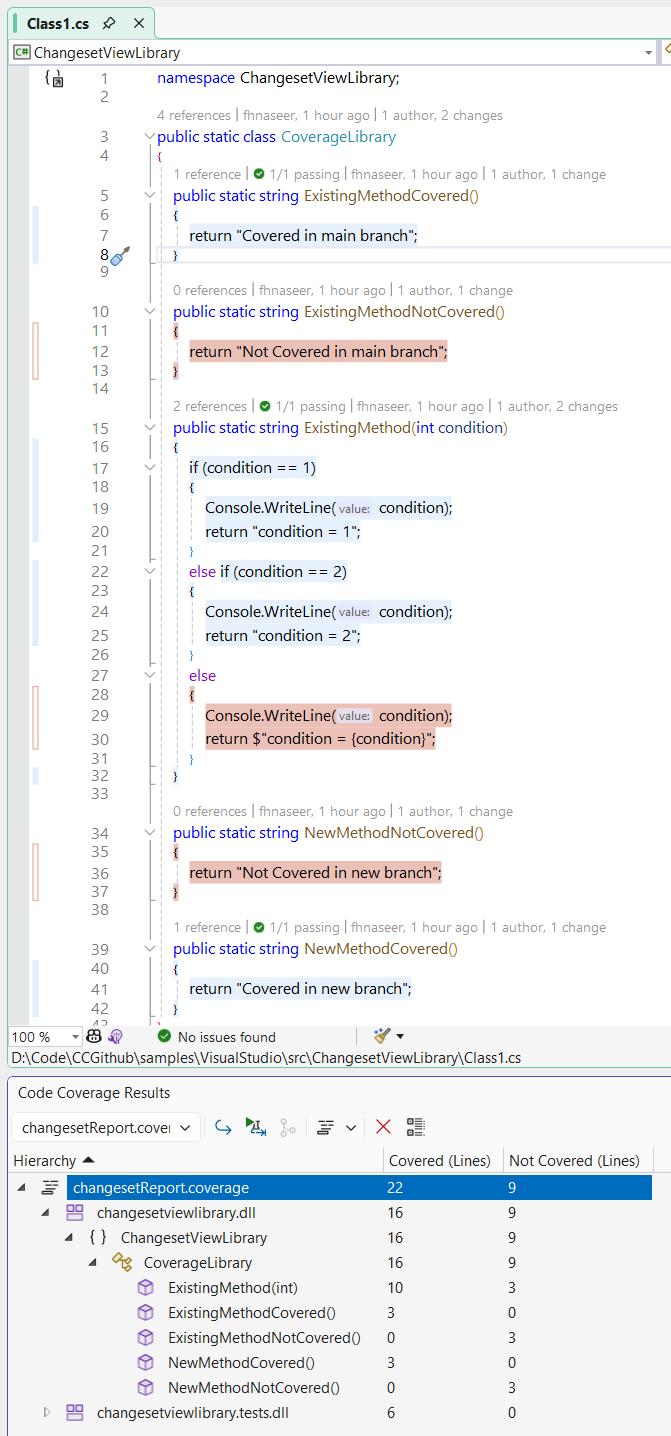 Class1.cs
C# ChangesetViewLibrary
1 namespace ChangesetViewLibrary;
2
4 references | fhnaseer, 1 hour ago | 1 author, 2 changes
3 public static class CoverageLibrary
4 {
1 reference | 1/1 passing | fhnaseer, 1 hour ago | 1 author, 1 change
5 public static string ExistingMethodCovered()
6 {
7 return "Covered in main branch";
8 }
9
0 references | fhnaseer, 1 hour ago | 1 author, 1 change
10 public static string ExistingMethodNotCovered()
11 {
12 return "Not Covered in main branch";
13 }
14
2 references | 1/1 passing | fhnaseer, 1 hour ago | 1 author, 2 changes
15 public static string ExistingMethod(int condition)
16 {
17 if (condition == 1)
18 {
19 Console.WriteLine(value: condition);
20 return "condition = 1";
21 }
22 else if (condition == 2)
23 {
24 Console.WriteLine(value: condition);
25 return "condition = 2";
26 }
27 else
28 {
29 Console.WriteLine(value: condition);
30 return $"condition = {condition}";
31 }
32 }
33
0 references | fhnaseer, 1 hour ago | 1 author, 1 change
34 public static string NewMethodNotCovered()
35 {
36 return "Not Covered in new branch";
37 }
38
1 reference | 1/1 passing | fhnaseer, 1 hour ago | 1 author, 1 change
39 public static string NewMethodCovered()
40 {
41 return "Covered in new branch";
42 }
100 % No issues found
D:\Code\CCGithub\samples\VisualStudio\src\ChangesetViewLibrary\Class1.cs
Code Coverage Results
changesetReport.cover
Hierarchy Covered (Lines) Not Covered (Lines)
changesetReport.coverage 22 9
changesetviewlibrary.dll 16 9
{ } ChangesetViewLibrary 16 9
CoverageLibrary 16 9
ExistingMethod(int) 10 3
ExistingMethodCovered() 3 0
ExistingMethodNotCovered() 0 3
NewMethodCovered() 3 0
NewMethodNotCovered() 0 3
changesetviewlibrary.tests.dll 6 0